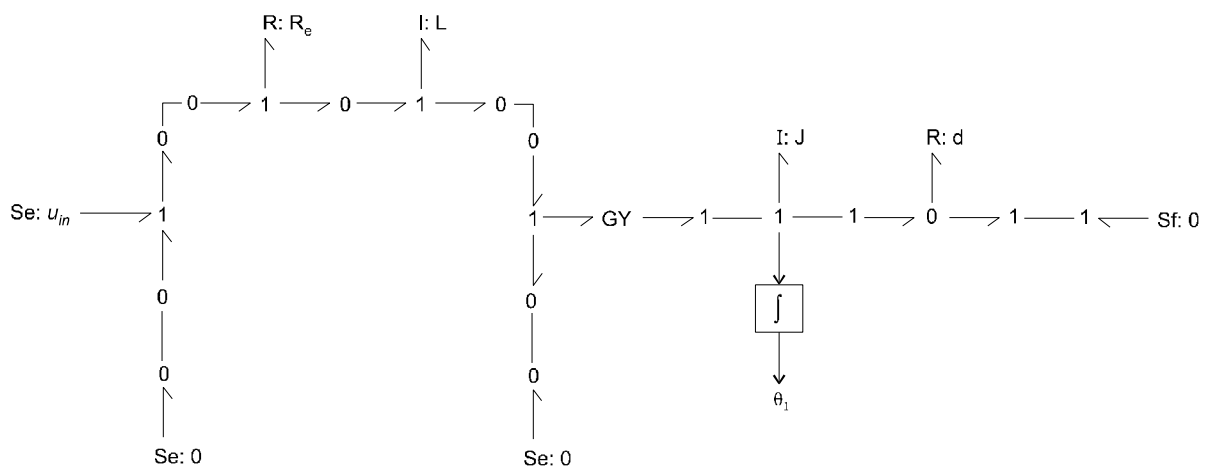 R: Re I: L
0 1 0 1 0
0 0
I: J R: d
Se: uin 1 1 GY 1 1 1 0 1 1 Sf: 0
0 0
∫
0 0
θ1
Se: 0 Se: 0